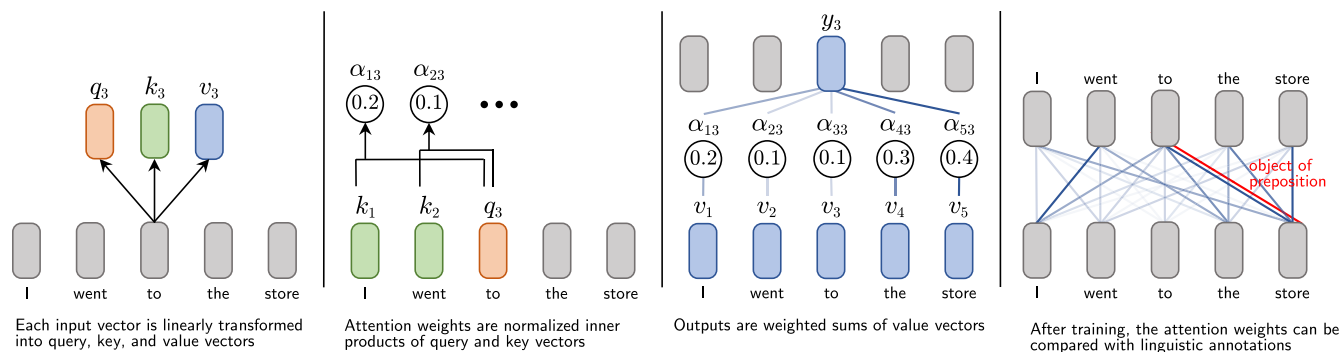 q₃ k₃ v₃
I went to the store
Each input vector is linearly transformed
into query, key, and value vectors
α₁₃ α₂₃
0.2 0.1 •••
k₁ k₂ q₃
I went to the store
Attention weights are normalized inner
products of query and key vectors
y₃
α₁₃ α₂₃ α₃₃ α₄₃ α₅₃
0.2 0.1 0.1 0.3 0.4
v₁ v₂ v₃ v₄ v₅
I went to the store
Outputs are weighted sums of value vectors
I went to the store
object of
preposition
I went to the store
After training, the attention weights can be
compared with linguistic annotations